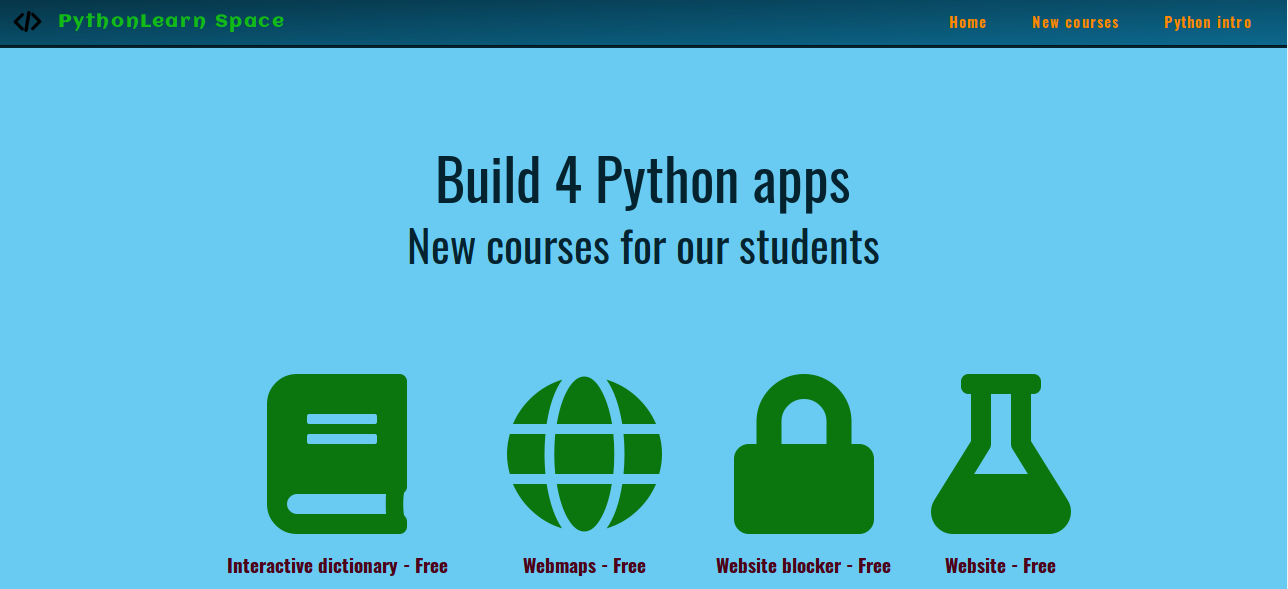 PythonLearn Space
Home New courses Python intro
Build 4 Python apps
New courses for our students
Interactive dictionary - Free Webmaps - Free Website blocker - Free Website - Free